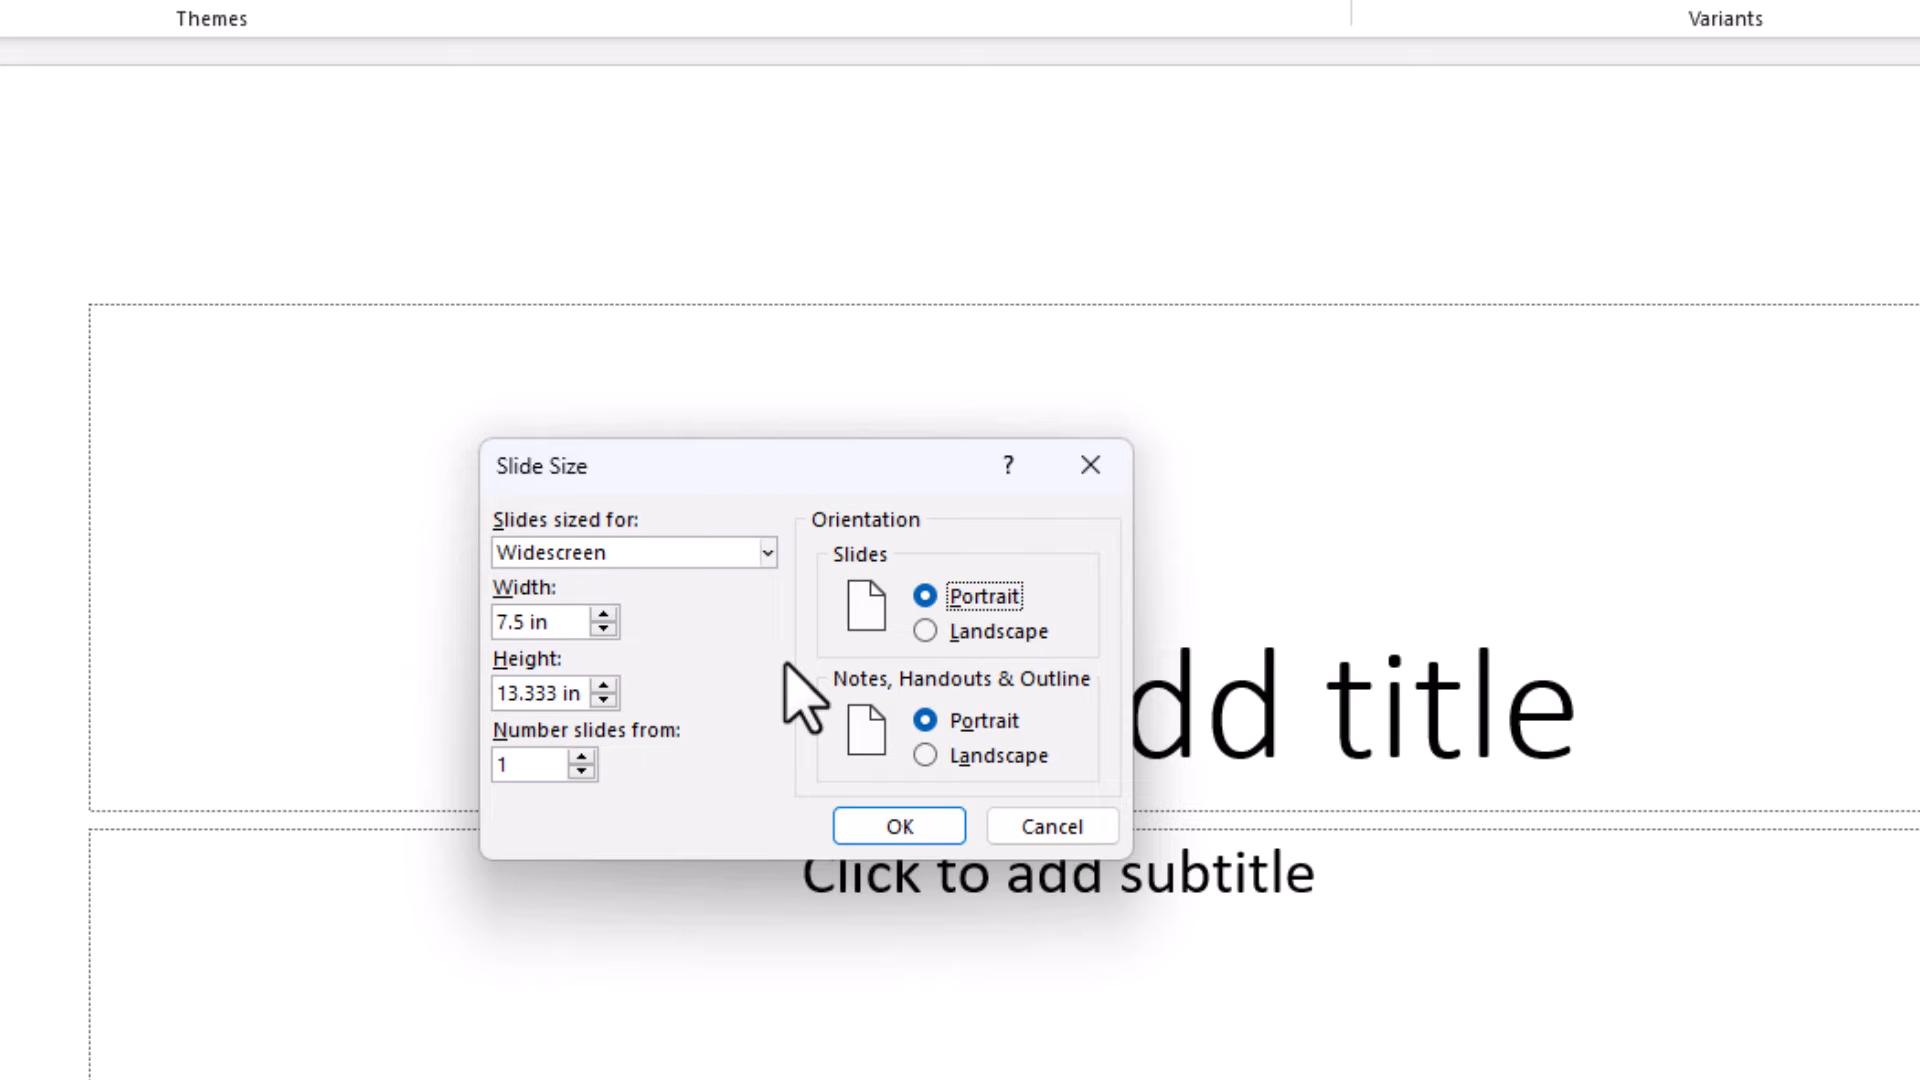 Themes
Variants
Slide Size
?
Slides sized for:
Widescreen
Width:
7.5 in
Height:
13.333 in
Number slides from:
1
Orientation
Slides
Portrait
Landscape
Notes, Handouts & Outline
Portrait
Landscape
OK
Cancel
dd title
Click to add subtitle